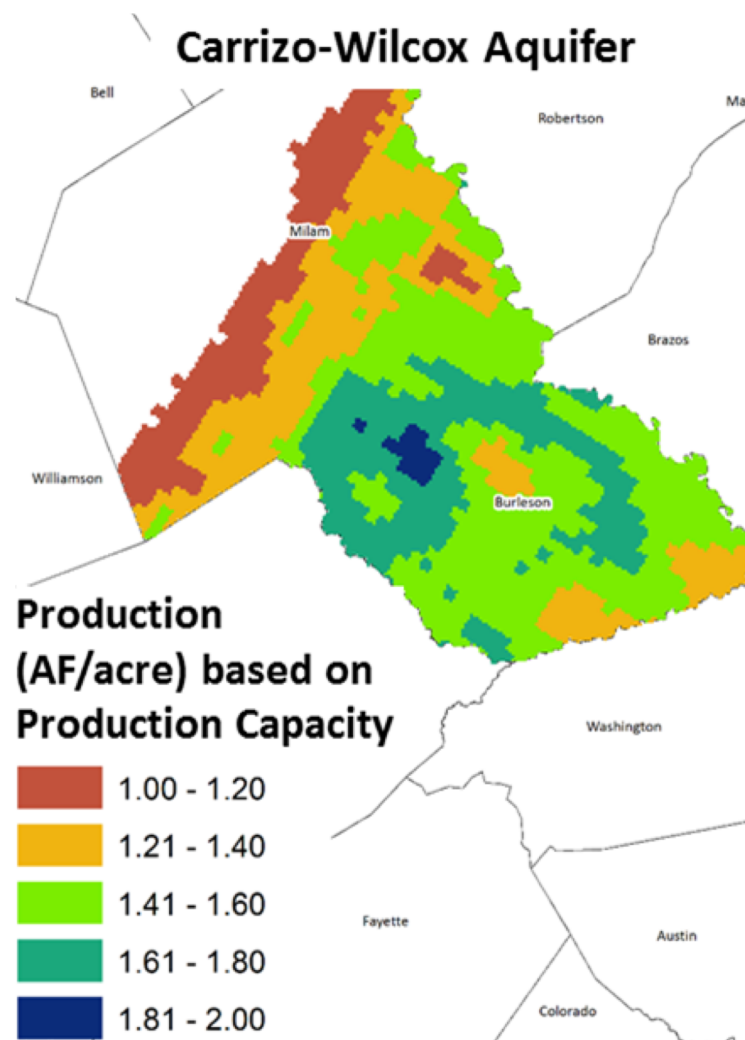 Carrizo-Wilcox Aquifer
Bell
Robertson
Ma
Milam
Brazos
Williamson
Burleson
Production
(AF/acre) based on
Production Capacity
Washington
1.00 - 1.20
1.21 - 1.40
1.41 - 1.60
1.61 - 1.80
1.81 - 2.00
Fayette
Austin
Colorado